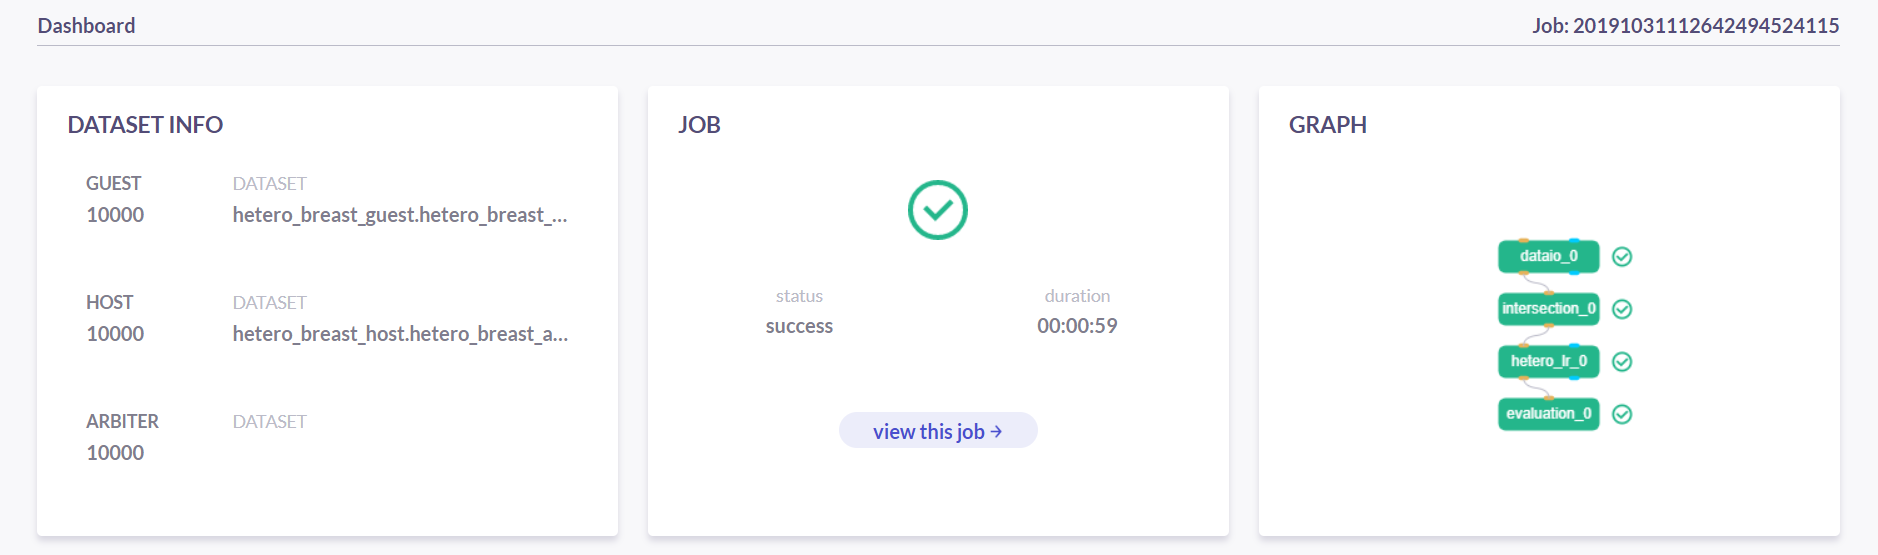 Dashboard
Job: 20191031112642494524115
DATASET INFO
GUEST
DATASET
10000
hetero_breast_guest.hetero_breast_...
HOST
DATASET
10000
hetero_breast_host.hetero_breast_a...
ARBITER
DATASET
10000
JOB
status
duration
success
00:00:59
view this job →
GRAPH
dataio_0
intersection_0
hetero_lr_0
evaluation_0